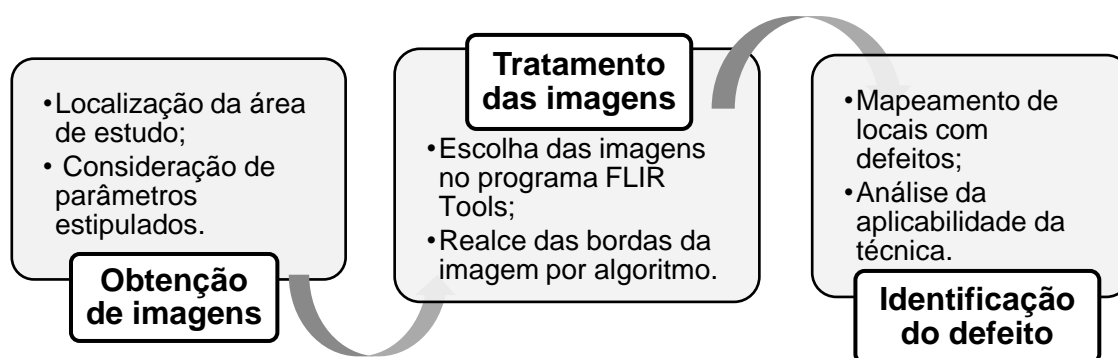 •Localização da área
de estudo;
• Consideração de
parâmetros
estipulados.
Obtenção
de imagens
Tratamento
das imagens
•Escolha das imagens
no programa FLIR
Tools;
•Realce das bordas da
imagem por algoritmo.
•Mapeamento de
locais com
defeitos;
•Análise da
aplicabilidade da
técnica.
Identificação
do defeito